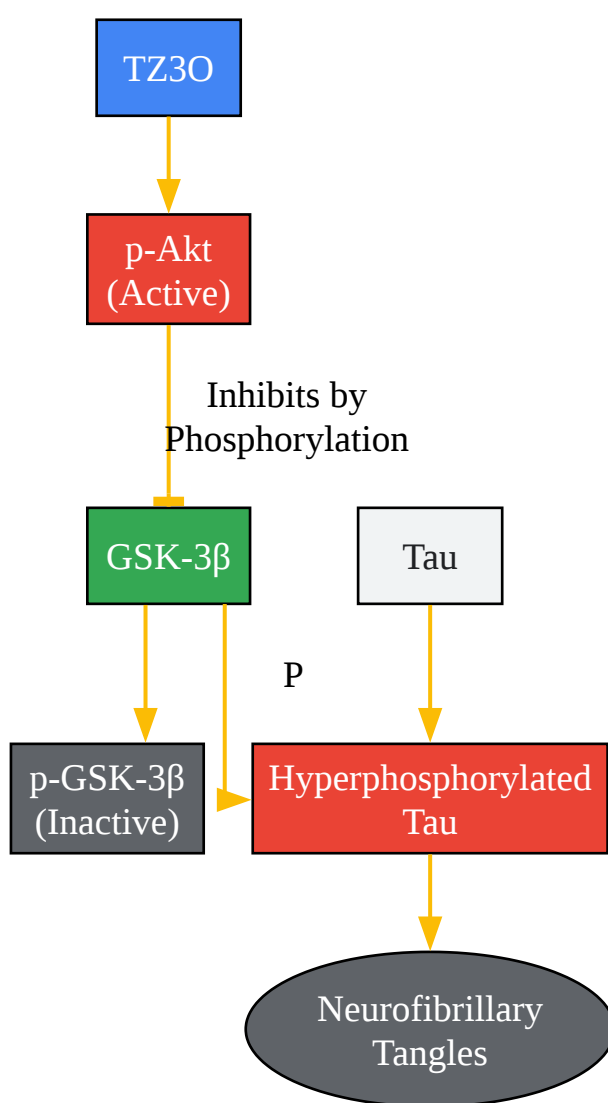 TZ3O
p-Akt
(Active)
Inhibits by
Phosphorylation
GSK-3β
Tau
P
p-GSK-3β
(Inactive)
Hyperphosphorylated
Tau
Neurofibrillary
Tangles